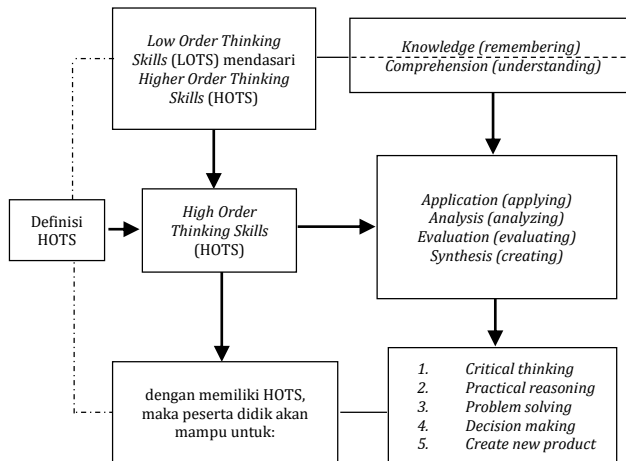 Low Order Thinking
Skills (LOTS) mendasari
Higher Order Thinking
Skills (HOTS)
Knowledge (remembering)
Comprehension (understanding)
Definisi
HOTS
High Order
Thinking Skills
(HOTS)
Application (applying)
Analysis (analyzing)
Evaluation (evaluating)
Synthesis (creating)
dengan memiliki HOTS,
maka peserta didik akan
mampu untuk:
1. Critical thinking
2. Practical reasoning
3. Problem solving
4. Decision making
5. Create new product